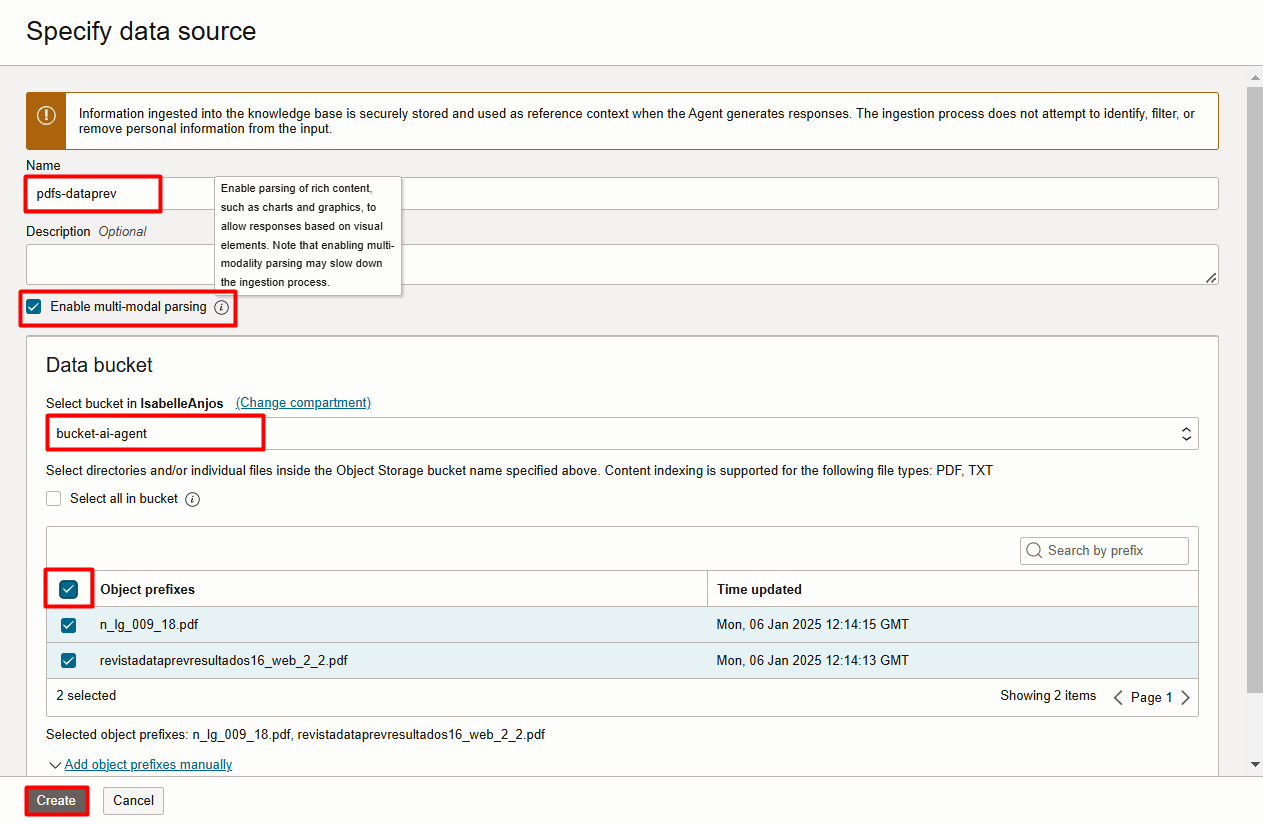 Specify data source
Information ingested into the knowledge base is securely stored and used as reference context when the Agent generates responses. The ingestion process does not attempt to identify, filter, or
remove personal information from the input.
Name
pdfs-dataprev
Enable parsing of rich content,
such as charts and graphics, to
allow responses based on visual
elements. Note that enabling multi-
modality parsing may slow down
the ingestion process.
Description Optional
Enable multi-modal parsing
Data bucket
Select bucket in IsabelleAnjos (Change compartment)
bucket-ai-agent
Select directories and/or individual files inside the Object Storage bucket name specified above. Content indexing is supported for the following file types: PDF, TXT
Select all in bucket
Search by prefix
Object prefixes Time updated
n_lg_009_18.pdf Mon, 06 Jan 2025 12:14:15 GMT
revistadataprevresultados16_web_2_2.pdf Mon, 06 Jan 2025 12:14:13 GMT
2 selected Showing 2 items Page 1
Selected object prefixes: n_lg_009_18.pdf, revistadataprevresultados16_web_2_2.pdf
Add object prefixes manually
Create Cancel